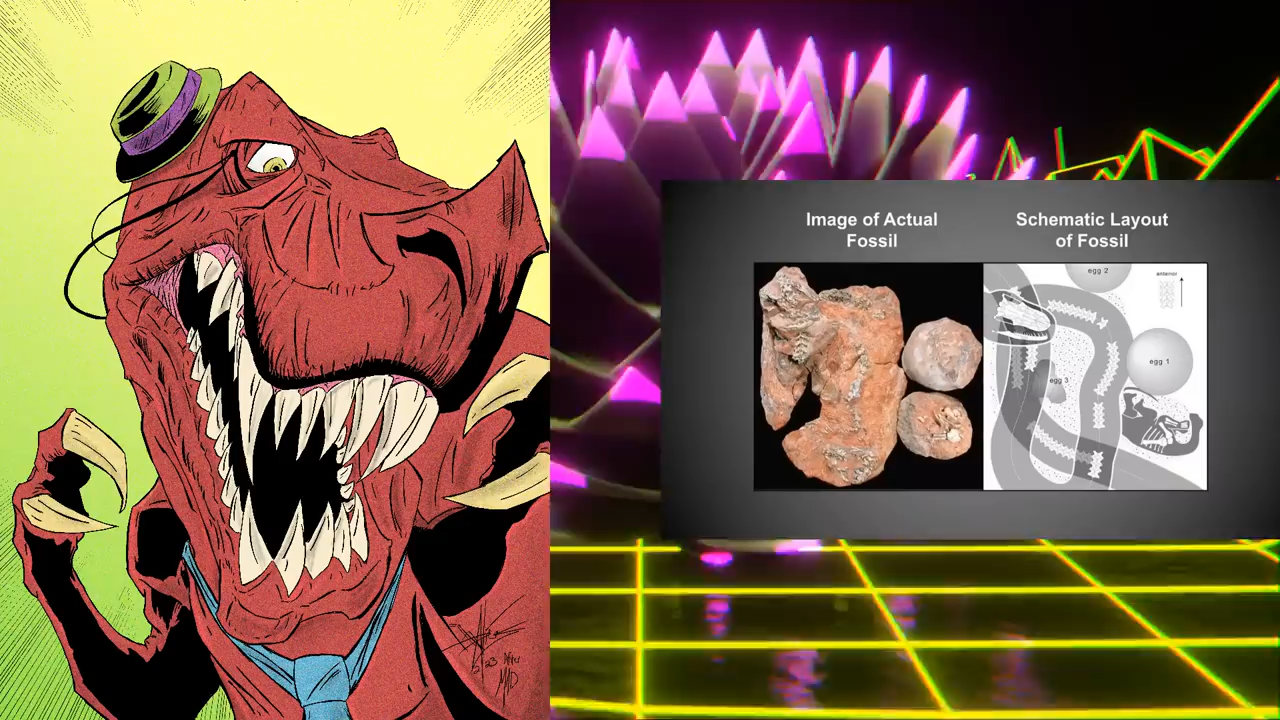 Image of Actual
Fossil
Schematic Layout
of Fossil
egg 2
anterior
egg 1
egg 3